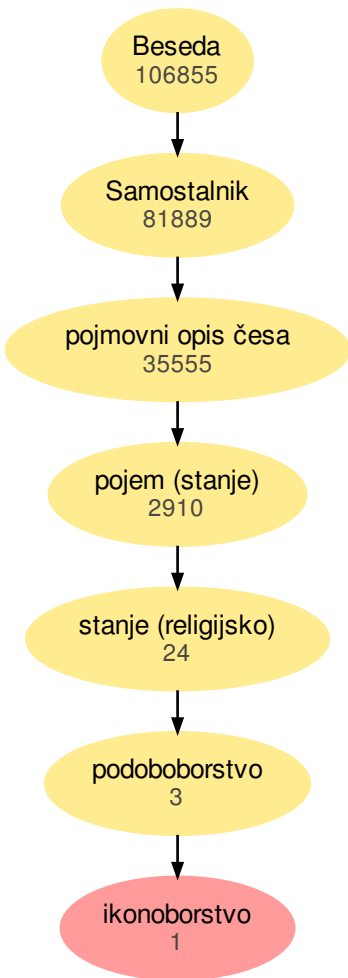 Beseda
106855
Samostalnik
81889
pojmovni opis česa
35555
pojem (stanje)
2910
stanje (religijsko)
24
podoboborstvo
3
ikonoborstvo
1